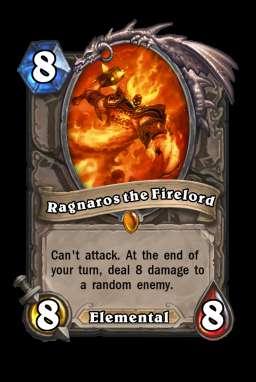 8
Ragnaros the Firelord
Can't attack. At the end of
your turn, deal 8 damage to
a random enemy.
8 Elemental 8